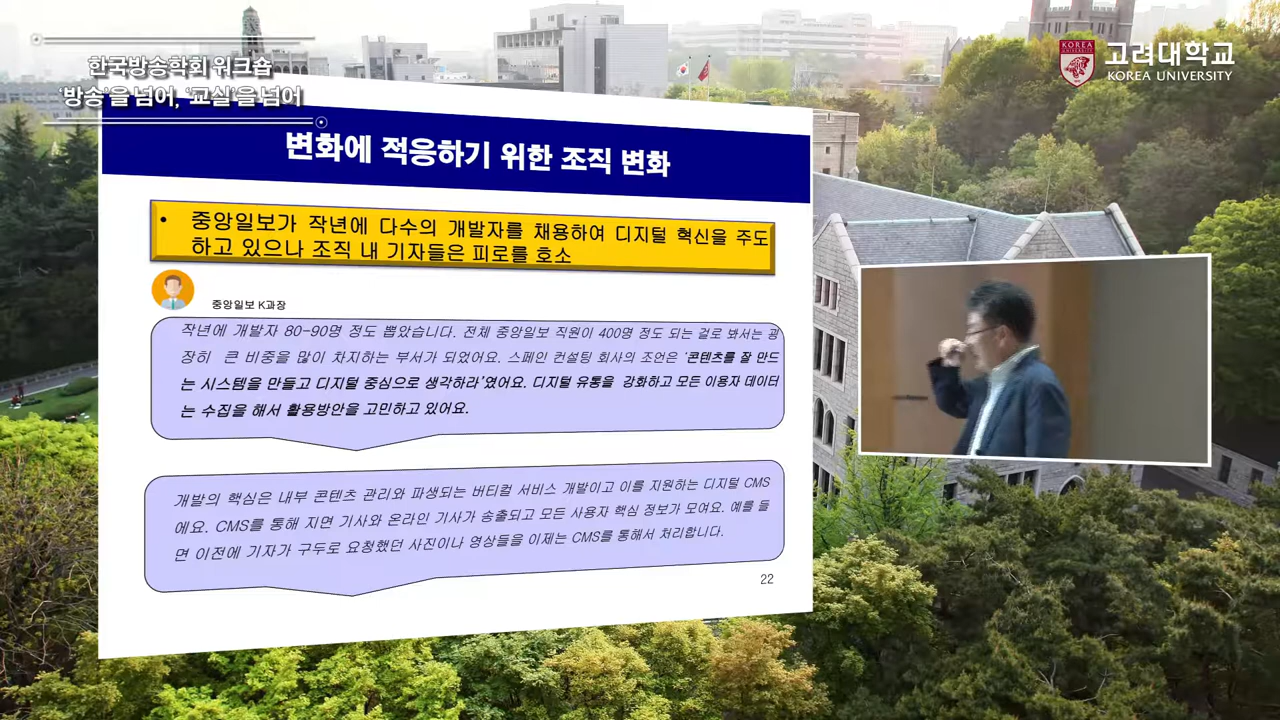 한국방송학회 워크숍
'방송'을 넘어, '교실'을 넘어
KOREA
UNIVERSITY
고려대학교
KOREA UNIVERSITY
변화에 적응하기 위한 조직 변화
• 중앙일보가 작년에 다수의 개발자를 채용하여 디지털 혁신을 주도
하고 있으나 조직 내 기자들은 피로를 호소
중앙일보 K과장
작년에 개발자 80-90명 정도 뽑았습니다. 전체 중앙일보 직원이 400명 정도 되는 걸로 봐서는 굉
장히 큰 비중을 많이 차지하는 부서가 되었어요. 스페인 컨설팅 회사의 조언은 '콘텐츠를 잘 만드
는 시스템을 만들고 디지털 중심으로 생각하라'였어요. 디지털 유통을 강화하고 모든 이용자 데이터
는 수집을 해서 활용방안을 고민하고 있어요.
개발의 핵심은 내부 콘텐츠 관리와 파생되는 버티컬 서비스 개발이고 이를 지원하는 디지털 CMS
에요. CMS를 통해 지면 기사와 온라인 기사가 송출되고 모든 사용자 핵심 정보가 모여요. 예를 들
면 이전에 기자가 구두로 요청했던 사진이나 영상들을 이제는 CMS를 통해서 처리합니다.
22